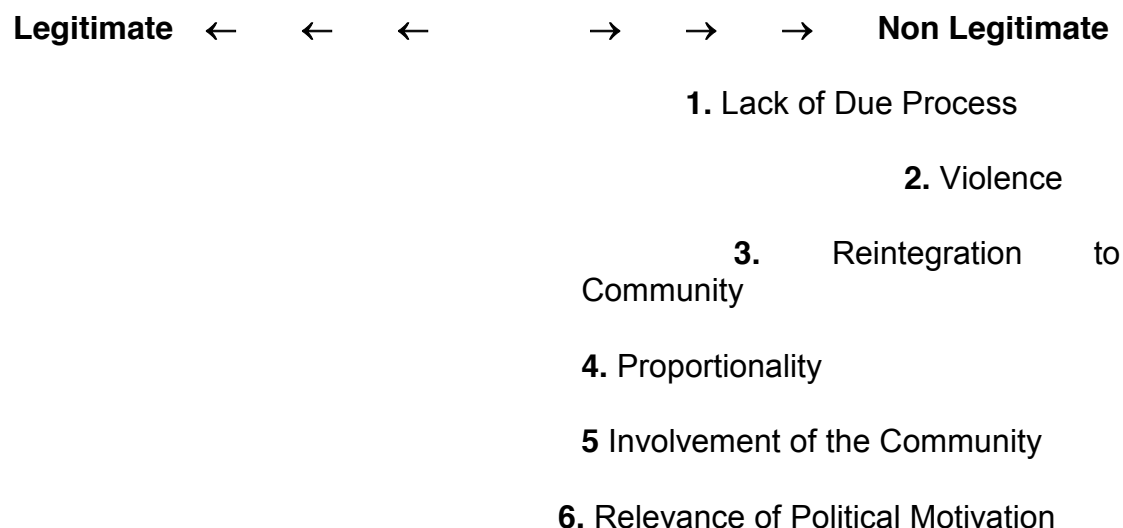 Legitimate ← ← ← → → → Non Legitimate
1. Lack of Due Process
2. Violence
3. Reintegration to
Community
4. Proportionality
5 Involvement of the Community
6. Relevance of Political Motivation